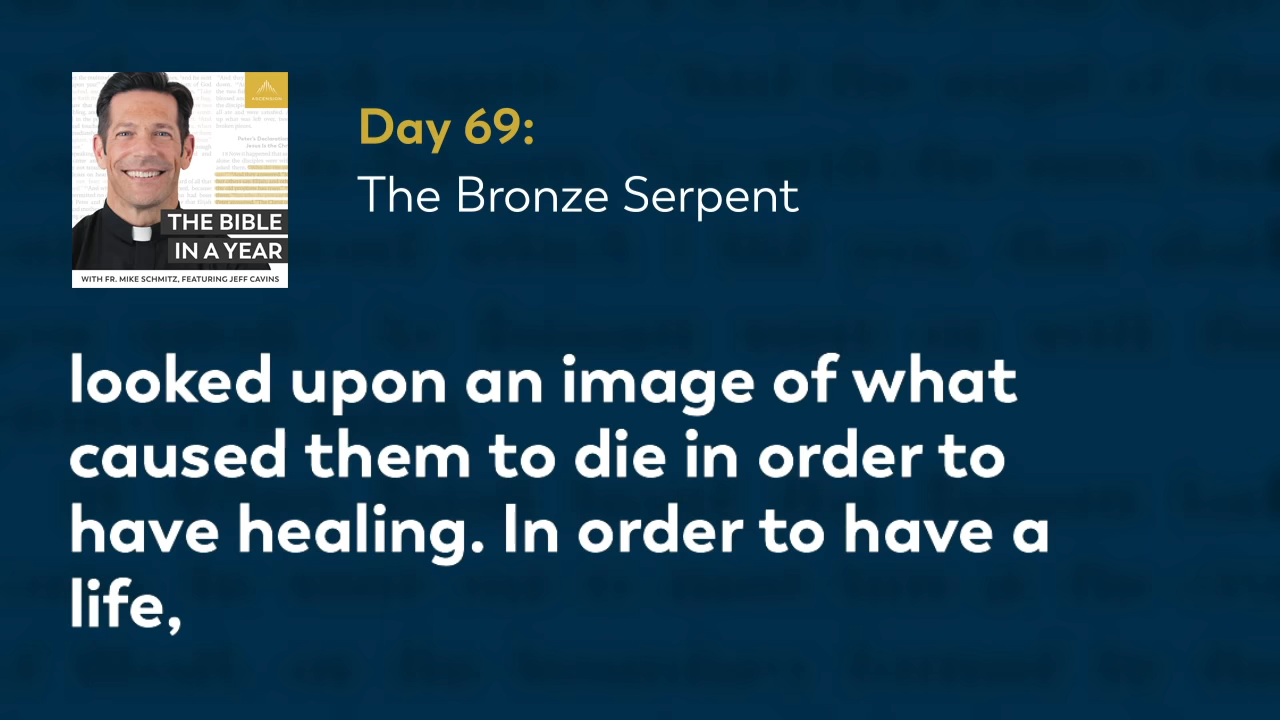 Day 69:
The Bronze Serpent
THE BIBLE
IN A YEAR
WITH FR. MIKE SCHMITZ, FEATURING JEFF CAVINS
looked upon an image of what
caused them to die in order to
have healing. In order to have a
life,